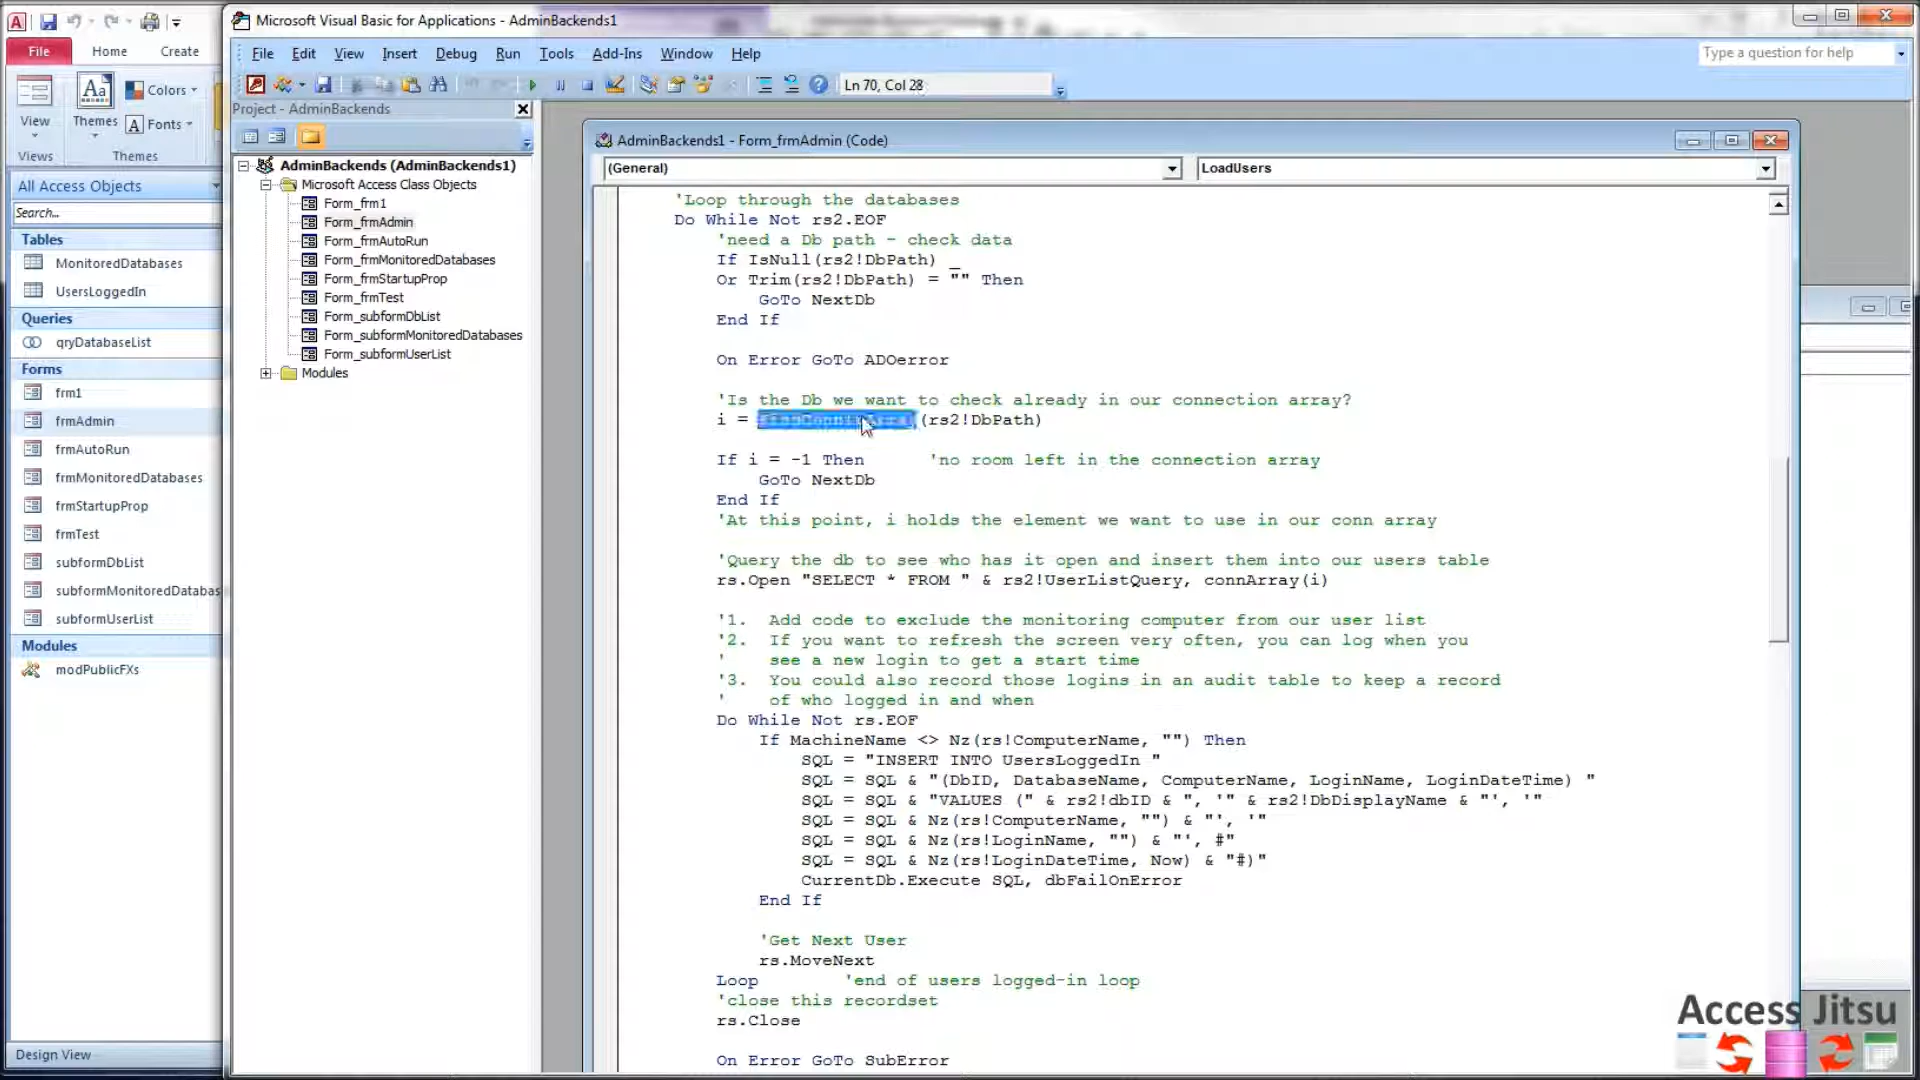 Microsoft Visual Basic for Applications - AdminBackends1
File Edit View Insert Debug Run Tools Add-Ins Window Help
Type a question for help
Ln 70, Col 28
File Home Create
View
Themes
Colors
Fonts
Views
Themes
All Access Objects
Search...
Tables
MonitoredDatabases
UsersLoggedIn
Queries
qryDatabaseList
Forms
frm1
frmAdmin
frmAutoRun
frmMonitoredDatabases
frmStartupProp
frmTest
subformDbList
subformMonitoredDatabas
subformUserList
Modules
modPublicFXs
Design View
Project - AdminBackends
AdminBackends (AdminBackends1)
Microsoft Access Class Objects
Form_frm1
Form_frmAdmin
Form_frmAutoRun
Form_frmMonitoredDatabases
Form_frmStartupProp
Form_frmTest
Form_subformDbList
Form_subformMonitoredDatabases
Form_subformUserList
Modules
AdminBackends1 - Form_frmAdmin (Code)
(General)
LoadUsers
'Loop through the databases
Do While Not rs2.EOF
'need a Db path - check data
If IsNull(rs2!DbPath) _
Or Trim(rs2!DbPath) = "" Then
GoTo NextDb
End If
On Error GoTo ADOerror
'Is the Db we want to check already in our connection array?
i = (rs2!DbPath)
If i = -1 Then 'no room left in the connection array
GoTo NextDb
End If
'At this point, i holds the element we want to use in our conn array
'Query the db to see who has it open and insert them into our users table
rs.Open "SELECT * FROM " & rs2!UserListQuery, connArray(i)
'1. Add code to exclude the monitoring computer from our user list
'2. If you want to refresh the screen very often, you can log when you
' see a new login to get a start time
'3. You could also record those logins in an audit table to keep a record
' of who logged in and when
Do While Not rs.EOF
If MachineName <> Nz(rs!ComputerName, "") Then
SQL = "INSERT INTO UsersLoggedIn "
SQL = SQL & "(DbID, DatabaseName, ComputerName, LoginName, LoginDateTime) "
SQL = SQL & "VALUES (" & rs2!dbID & ", '" & rs2!DbDisplayName & "', '"
SQL = SQL & Nz(rs!ComputerName, "") & "', '"
SQL = SQL & Nz(rs!LoginName, "") & "', #"
SQL = SQL & Nz(rs!LoginDateTime, Now) & "#)"
CurrentDb.Execute SQL, dbFailOnError
End If
'Get Next User
rs.MoveNext
Loop 'end of users logged-in loop
'close this recordset
rs.Close
On Error GoTo SubError
Access Jitsu